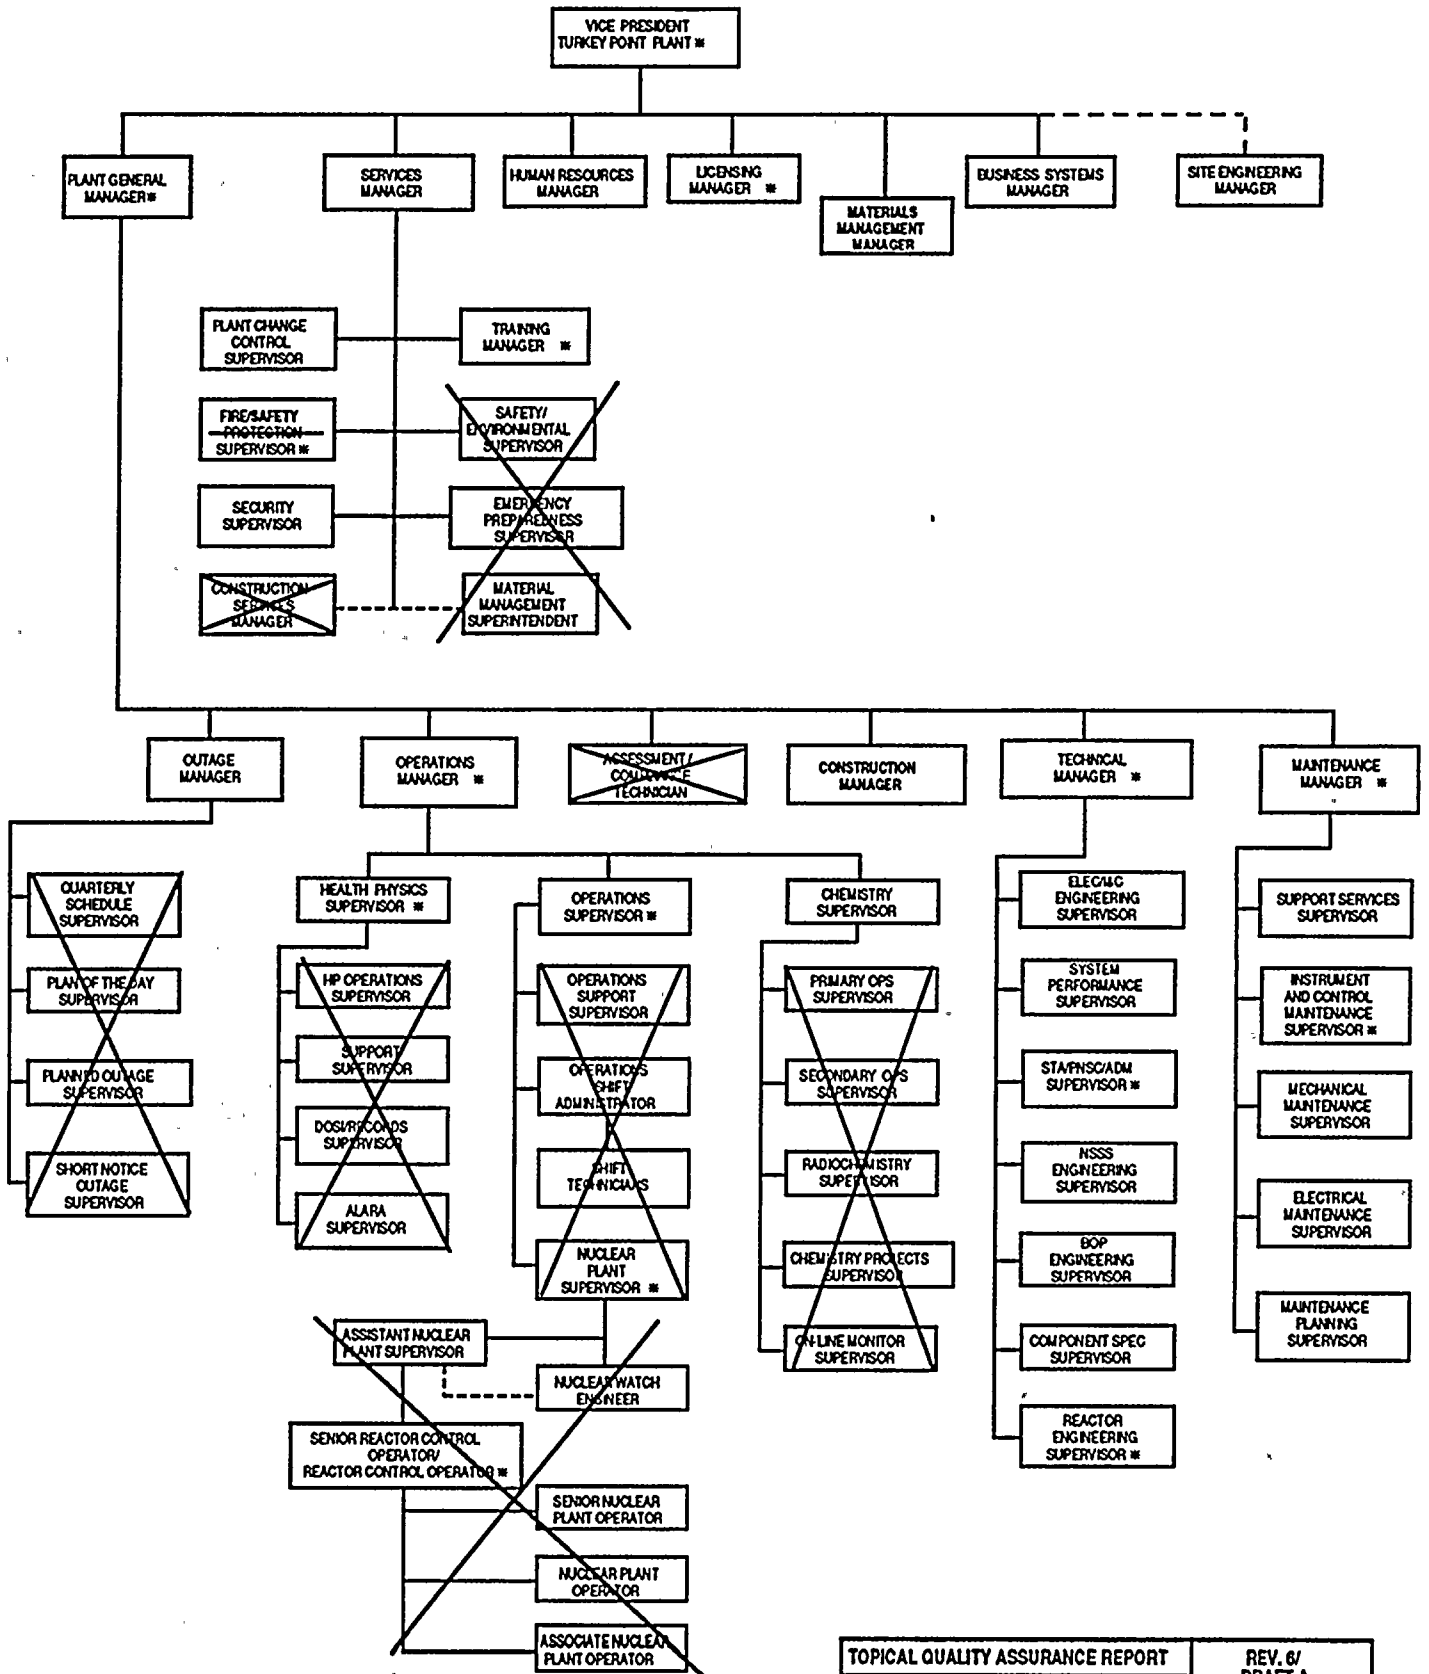 VICE PRESIDENT
TURKEY POINT PLANT *
PLANT GENERAL
MANAGER *
SERVICES
MANAGER
HUMAN RESOURCES
MANAGER
LICENSING
MANAGER *
MATERIALS
MANAGEMENT
MANAGER
BUSINESS SYSTEMS
MANAGER
SITE ENGINEERING
MANAGER
PLANT CHANGE
CONTROL
SUPERVISOR
TRAINING
MANAGER *
FIRE/SAFETY
PROTECTION
SUPERVISOR *
SAFETY/
ENVIRONMENTAL
SUPERVISOR
SECURITY
SUPERVISOR
EMERGENCY
PREPAREDNESS
SUPERVISOR
CONSTRUCTION
SERVICES
MANAGER
MATERIAL
MANAGEMENT
SUPERINTENDENT
OUTAGE
MANAGER
OPERATIONS
MANAGER *
ASSESSMENT/
COMPLIANCE
TECHNICIAN
CONSTRUCTION
MANAGER
TECHNICAL
MANAGER *
MAINTENANCE
MANAGER *
QUARTERLY
SCHEDULE
SUPERVISOR
PLAN OF THE DAY
SUPERVISOR
PLANNED OUTAGE
SUPERVISOR
SHORT NOTICE
OUTAGE
SUPERVISOR
HEALTH PHYSICS
SUPERVISOR *
HP OPERATIONS
SUPERVISOR
SUPPORT
SUPERVISOR
DOSI/RECORDS
SUPERVISOR
ALARA
SUPERVISOR
OPERATIONS
SUPERVISOR *
OPERATIONS
SUPPORT
SUPERVISOR
OPERATIONS
SHIFT
ADMINISTRATOR
SHIFT
TECHNICIANS
NUCLEAR
PLANT
SUPERVISOR *
ASSISTANT NUCLEAR
PLANT SUPERVISOR
NUCLEAR WATCH
ENGINEER
SENIOR REACTOR CONTROL
OPERATOR/
REACTOR CONTROL OPERATOR *
SENIOR NUCLEAR
PLANT OPERATOR
NUCLEAR PLANT
OPERATOR
ASSOCIATE NUCLEAR
PLANT OPERATOR
CHEMISTRY
SUPERVISOR
PRIMARY OPS
SUPERVISOR
SECONDARY OPS
SUPERVISOR
RADIOCHEMISTRY
SUPERVISOR
CHEMISTRY PROJECTS
SUPERVISOR
ON-LINE MONITOR
SUPERVISOR
ELEC/I&C
ENGINEERING
SUPERVISOR
SYSTEM
PERFORMANCE
SUPERVISOR
STA/PNSC/ADM
SUPERVISOR *
NSSS
ENGINEERING
SUPERVISOR
BOP
ENGINEERING
SUPERVISOR
COMPONENT SPEC
SUPERVISOR
REACTOR
ENGINEERING
SUPERVISOR *
SUPPORT SERVICES
SUPERVISOR
INSTRUMENT
AND CONTROL
MAINTENANCE
SUPERVISOR *
MECHANICAL
MAINTENANCE
SUPERVISOR
ELECTRICAL
MAINTENANCE
SUPERVISOR
MAINTENANCE
PLANNING
SUPERVISOR
TOPICAL QUALITY ASSURANCE REPORT
REV. 6/
DRAFT A